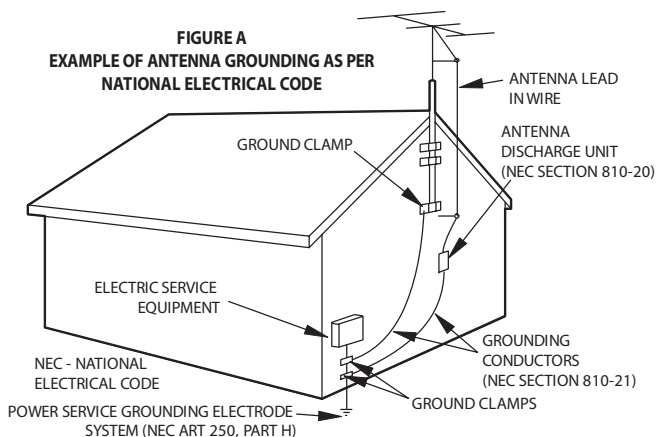 FIGURE A
EXAMPLE OF ANTENNA GROUNDING AS PER
NATIONAL ELECTRICAL CODE
ANTENNA LEAD
IN WIRE
GROUND CLAMP
ANTENNA
DISCHARGE UNIT
(NEC SECTION 810-20)
ELECTRIC SERVICE
EQUIPMENT
GROUNDING
CONDUCTORS
(NEC SECTION 810-21)
NEC - NATIONAL
ELECTRICAL CODE
GROUND CLAMPS
POWER SERVICE GROUNDING ELECTRODE
SYSTEM (NEC ART 250, PART H)